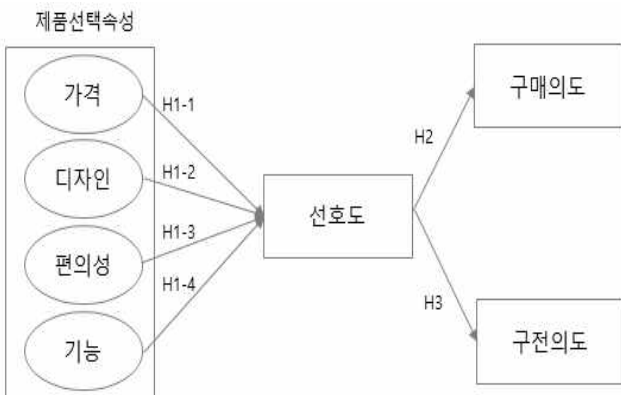 제품선택속성
가격
디자인
편의성
기능
H1-1
H1-2
H1-3
H1-4
선호도
H2
H3
구매의도
구전의도